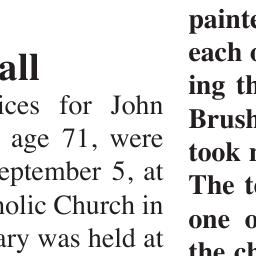 all
ices for John
age 71, were
eptember 5, at
holic Church in
ary was held at
painte
each o
ing th
Brush
took
The t
one o
the ch